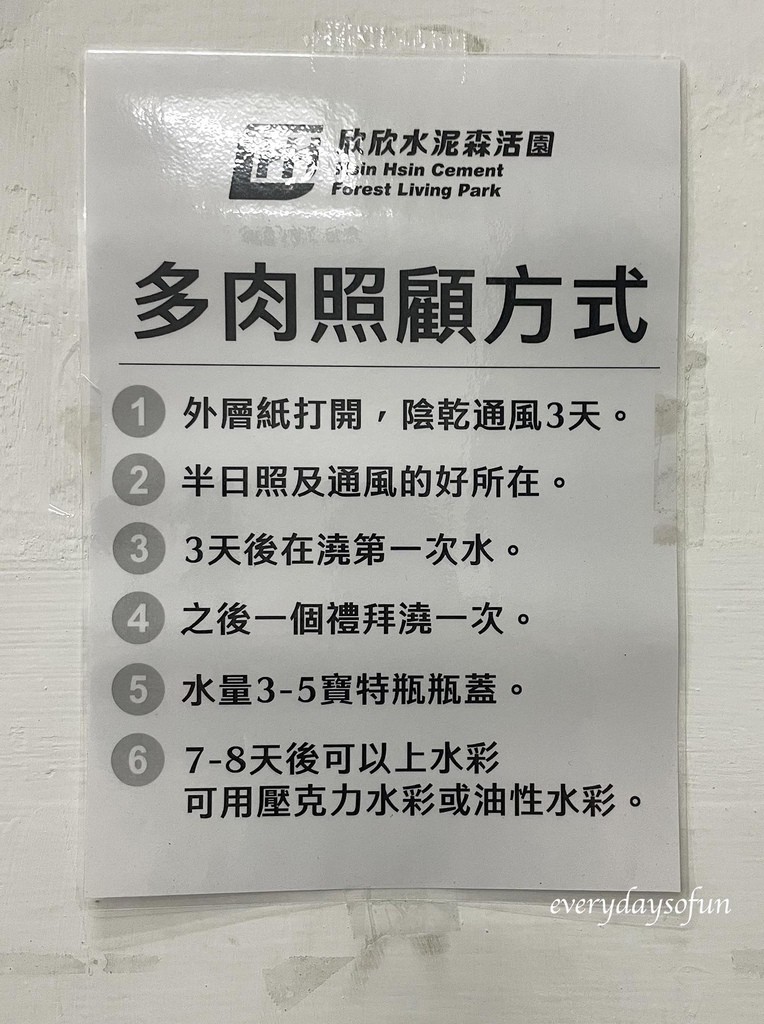 欣欣水泥森活園
Hsin Hsin Cement
Forest Living Park
多肉照顧方式
1 外層紙打開，陰乾通風3天。
2 半日照及通風的好所在。
3 3天後在澆第一次水。
4 之後一個禮拜澆一次。
5 水量3-5寶特瓶瓶蓋。
6 7-8天後可以上水彩
可用壓克力水彩或油性水彩。
everydaysofun